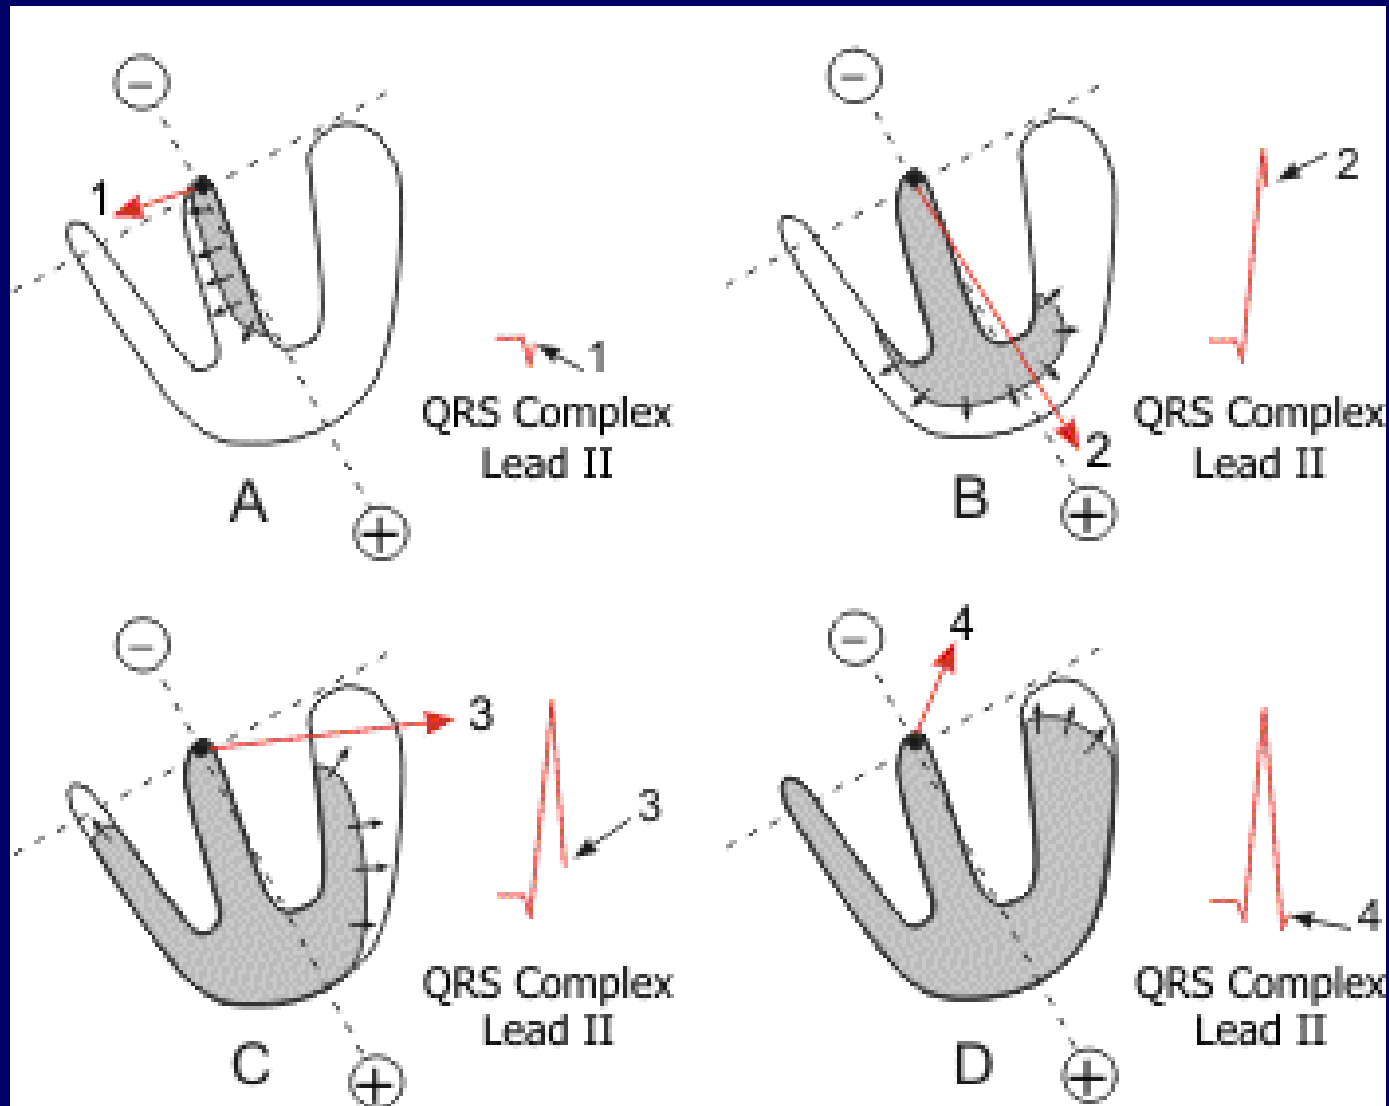 −
1
1
QRS Complex
Lead II
A
+
−
2
2
QRS Complex
Lead II
B
+
−
3
3
QRS Complex
Lead II
C
+
−
4
4
QRS Complex
Lead II
D
+